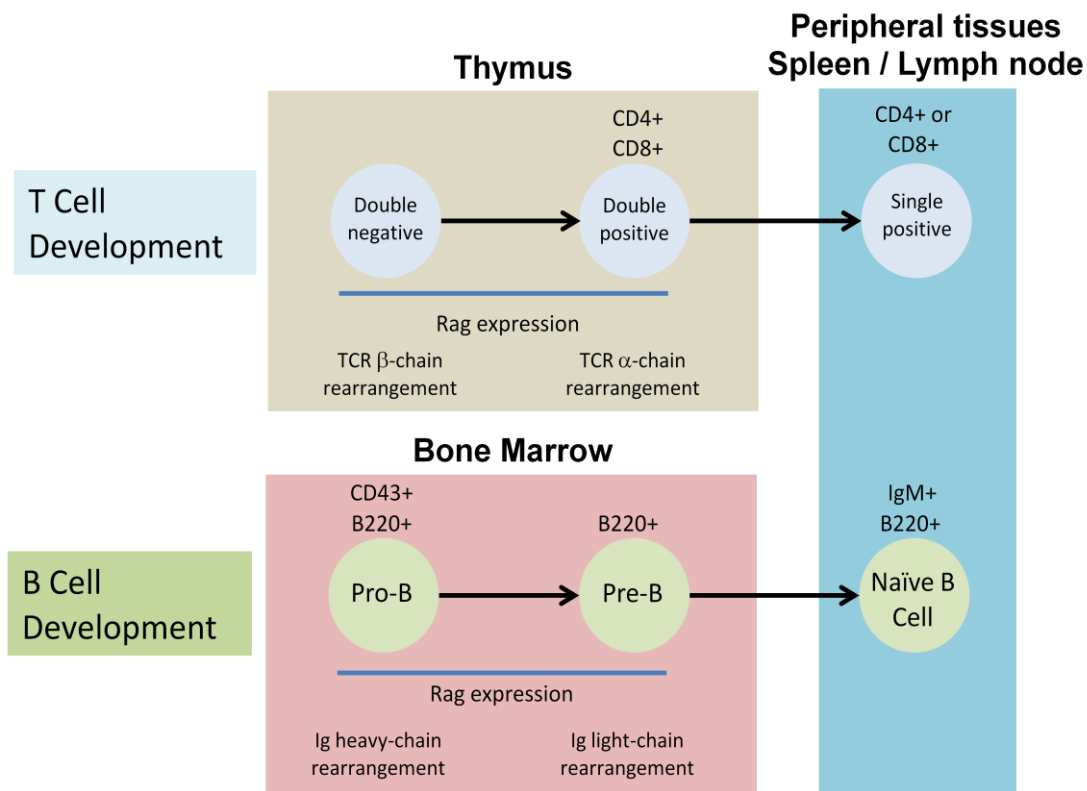 Peripheral tissues
Spleen / Lymph node
Thymus
CD4+
CD8+
CD4+ or
CD8+
T Cell
Development
Double
negative
Double
positive
Single
positive
Rag expression
TCR β-chain
rearrangement
TCR α-chain
rearrangement
Bone Marrow
CD43+
B220+
B220+
IgM+
B220+
B Cell
Development
Pro-B
Pre-B
Naïve B
Cell
Rag expression
Ig heavy-chain
rearrangement
Ig light-chain
rearrangement